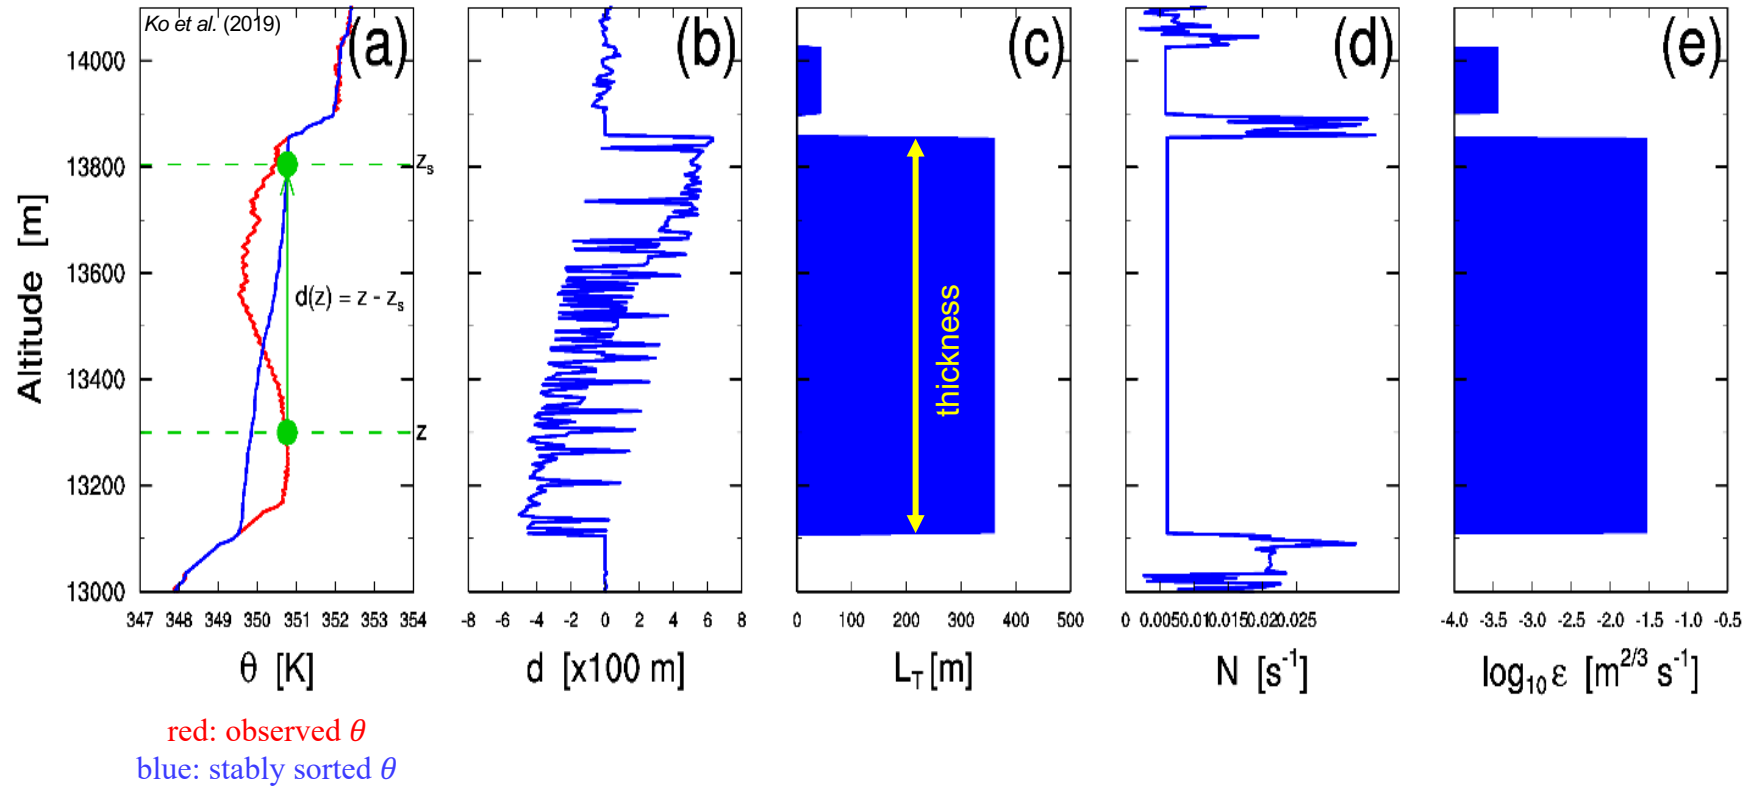 Ko et al. (2019)
(a)
(b)
(c)
(d)
(e)
Altitude [m]
14000
13800
13600
13400
13200
13000
z_s
d(z) = z - z_s
z
thickness
347 348 349 350 351 352 353 354
-8 -6 -4 -2 0 2 4 6 8
0 100 200 300 400 500
0 0.005 0.01 0.015 0.02 0.025
-4.0 -3.5 -3.0 -2.5 -2.0 -1.5 -1.0 -0.5
θ [K]
d [x100 m]
L_T [m]
N [s⁻¹]
log₁₀ ε [m^{2/3} s⁻¹]
red: observed θ
blue: stably sorted θ